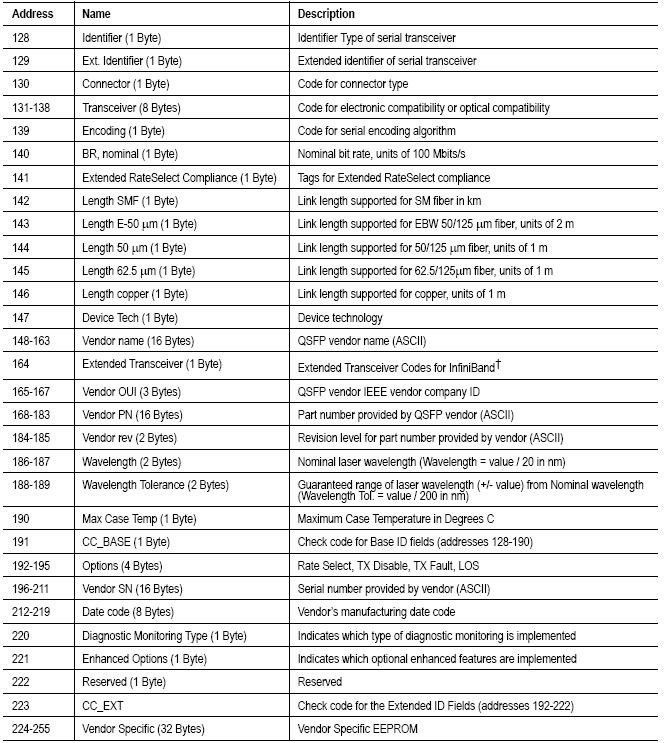 Address Name Description
128 Identifier (1 Byte) Identifier Type of serial transceiver
129 Ext. Identifier (1 Byte) Extended identifier of serial transceiver
130 Connector (1 Byte) Code for connector type
131-138 Transceiver (8 Bytes) Code for electronic compatibility or optical compatibility
139 Encoding (1 Byte) Code for serial encoding algorithm
140 BR, nominal (1 Byte) Nominal bit rate, units of 100 Mbits/s
141 Extended RateSelect Compliance (1 Byte) Tags for Extended RateSelect compliance
142 Length SMF (1 Byte) Link length supported for SM fiber in km
143 Length E-50 μm (1 Byte) Link length supported for EBW 50/125 μm fiber, units of 2 m
144 Length 50 μm (1 Byte) Link length supported for 50/125 μm fiber, units of 1 m
145 Length 62.5 μm (1 Byte) Link length supported for 62.5/125μm fiber, units of 1 m
146 Length copper (1 Byte) Link length supported for copper, units of 1 m
147 Device Tech (1 Byte) Device technology
148-163 Vendor name (16 Bytes) QSFP vendor name (ASCII)
164 Extended Transceiver (1 Byte) Extended Transceiver Codes for InfiniBand†
165-167 Vendor OUI (3 Bytes) QSFP vendor IEEE vendor company ID
168-183 Vendor PN (16 Bytes) Part number provided by QSFP vendor (ASCII)
184-185 Vendor rev (2 Bytes) Revision level for part number provided by vendor (ASCII)
186-187 Wavelength (2 Bytes) Nominal laser wavelength (Wavelength = value / 20 in nm)
188-189 Wavelength Tolerance (2 Bytes) Guaranteed range of laser wavelength (+/- value) from Nominal wavelength
(Wavelength Tol. = value / 200 in nm)
190 Max Case Temp (1 Byte) Maximum Case Temperature in Degrees C
191 CC_BASE (1 Byte) Check code for Base ID fields (addresses 128-190)
192-195 Options (4 Bytes) Rate Select, TX Disable, TX Fault, LOS
196-211 Vendor SN (16 Bytes) Serial number provided by vendor (ASCII)
212-219 Date code (8 Bytes) Vendor's manufacturing date code
220 Diagnostic Monitoring Type (1 Byte) Indicates which type of diagnostic monitoring is implemented
221 Enhanced Options (1 Byte) Indicates which optional enhanced features are implemented
222 Reserved (1 Byte) Reserved
223 CC_EXT Check code for the Extended ID Fields (addresses 192-222)
224-255 Vendor Specific (32 Bytes) Vendor Specific EEPROM